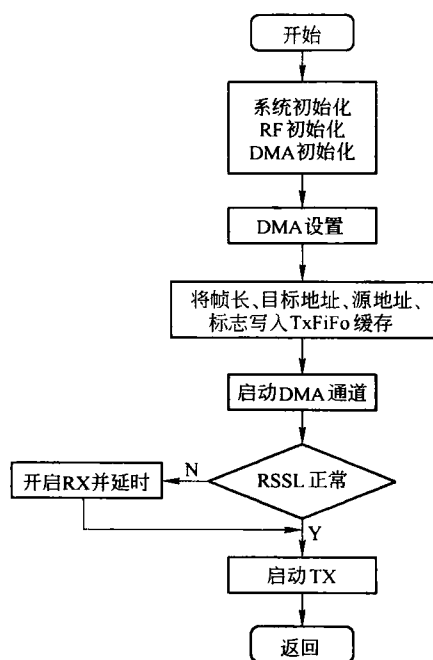 开始
系统初始化
RF初始化
DMA初始化
DMA设置
将帧长、目标地址、源地址、
标志写入TxFiFo缓存
启动DMA通道
RSSL正常
N
开启RX并延时
Y
启动TX
返回